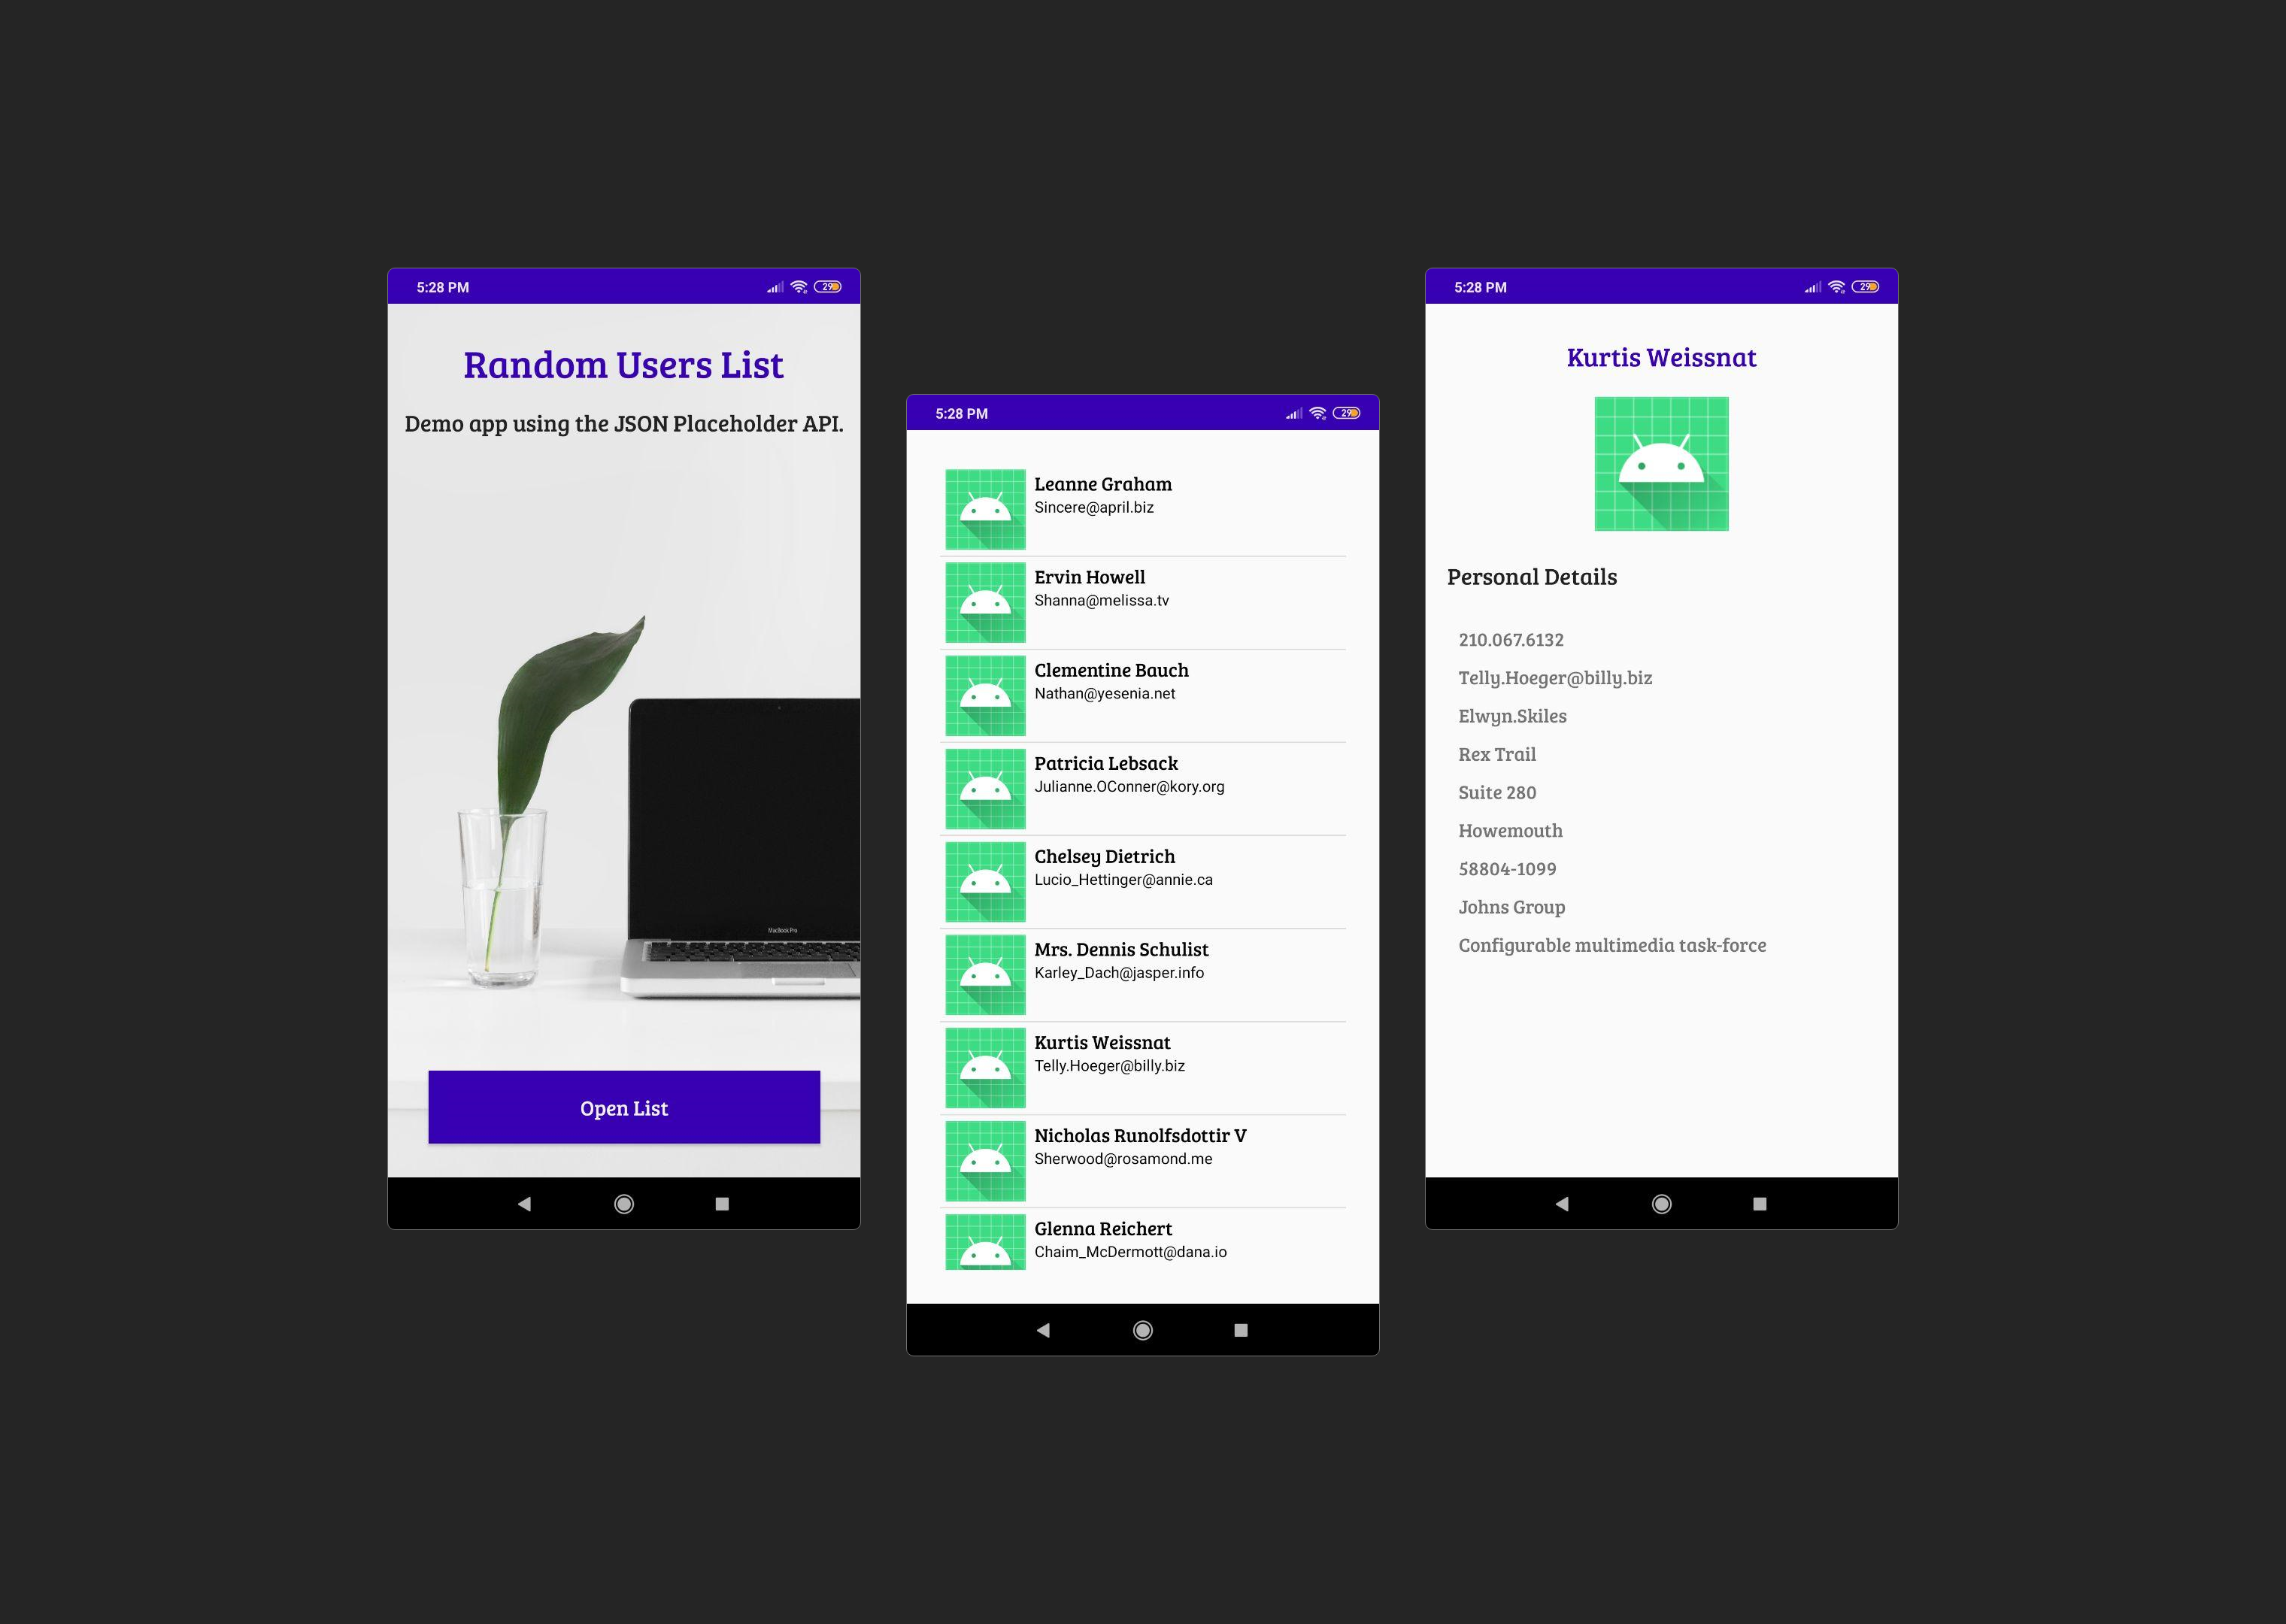 5:28 PM
29
Random Users List
Demo app using the JSON Placeholder API.
MacBook Pro
Open List
5:28 PM
29
Leanne Graham
Sincere@april.biz
Ervin Howell
Shanna@melissa.tv
Clementine Bauch
Nathan@yesenia.net
Patricia Lebsack
Julianne.OConner@kory.org
Chelsey Dietrich
Lucio_Hettinger@annie.ca
Mrs. Dennis Schulist
Karley_Dach@jasper.info
Kurtis Weissnat
Telly.Hoeger@billy.biz
Nicholas Runolfsdottir V
Sherwood@rosamond.me
Glenna Reichert
Chaim_McDermott@dana.io
5:28 PM
29
Kurtis Weissnat
Personal Details
210.067.6132
Telly.Hoeger@billy.biz
Elwyn.Skiles
Rex Trail
Suite 280
Howemouth
58804-1099
Johns Group
Configurable multimedia task-force